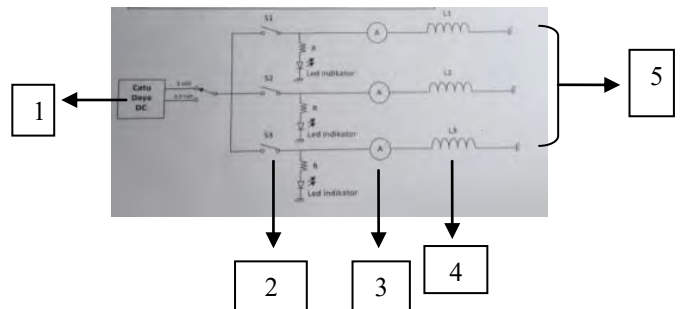 S1
L1
A
R
Led indikator
S2
L2
Catu
Daya
DC
A
R
Led indikator
S3
L3
A
R
Led indikator
1
2
3
4
5